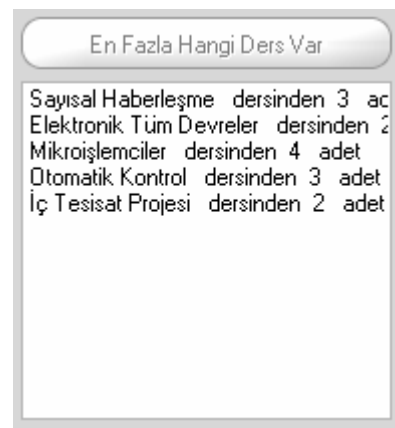 En Fazla Hangi Ders Var
Sayısal Haberleşme dersinden 3 ad
Elektronik Tüm Devreler dersinden 2
Mikroişlemciler dersinden 4 adet
Otomatik Kontrol dersinden 3 adet
İç Tesisat Projesi dersinden 2 adet